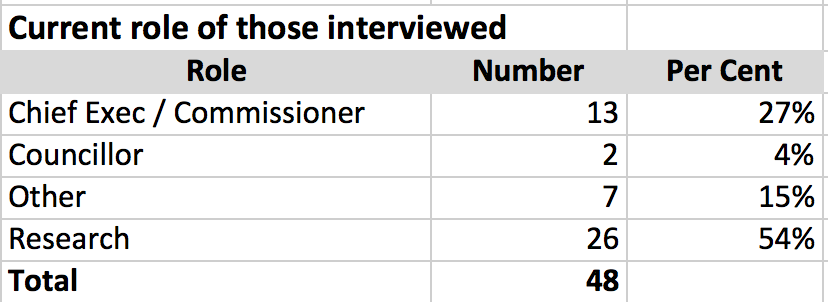 Current role of those interviewed
Role Number Per Cent
Chief Exec / Commissioner 13 27%
Councillor 2 4%
Other 7 15%
Research 26 54%
Total 48